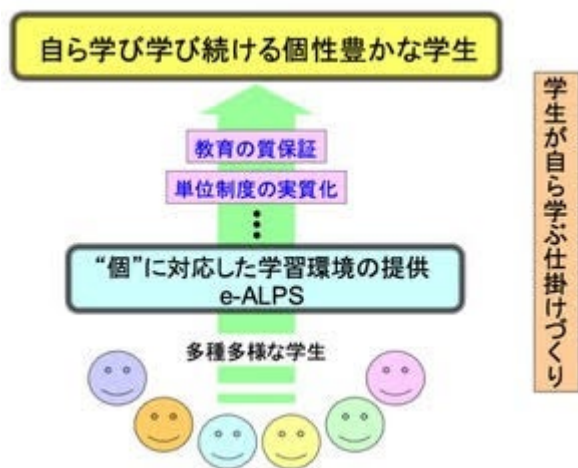 自ら学び学び続ける個性豊かな学生
教育の質保証
単位制度の実質化
“個”に対応した学習環境の提供
e-ALPS
多種多様な学生
学生が自ら学ぶ仕掛けづくり